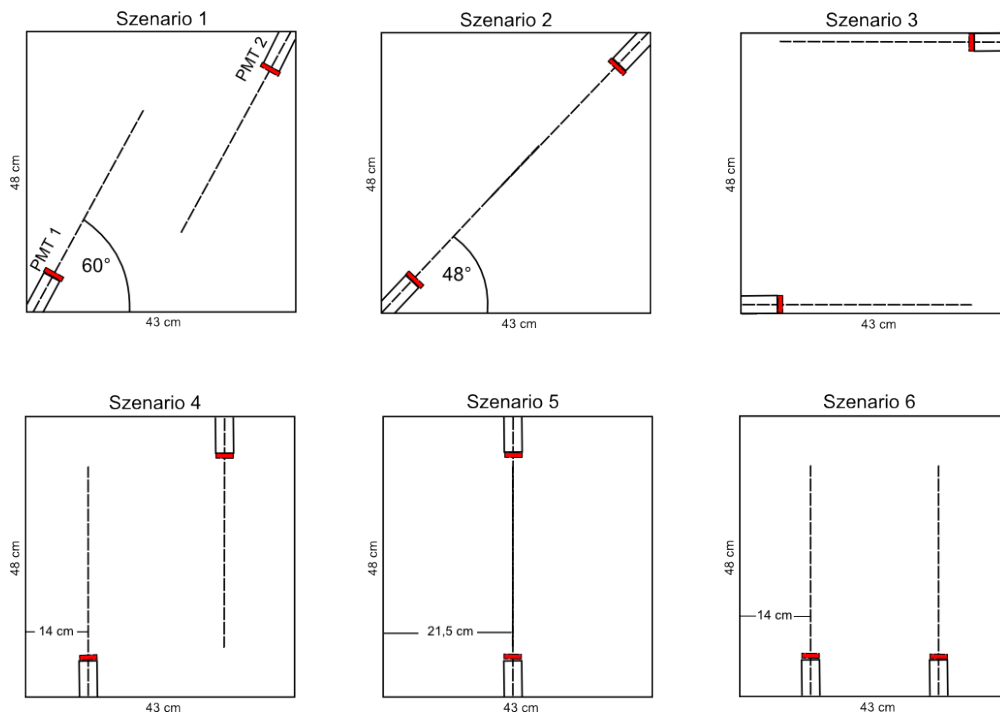 Szenario 1
PMT 2
48 cm
PMT 1
60°
43 cm
Szenario 2
48 cm
48°
43 cm
Szenario 3
48 cm
43 cm
Szenario 4
48 cm
14 cm
43 cm
Szenario 5
48 cm
21,5 cm
43 cm
Szenario 6
48 cm
14 cm
43 cm